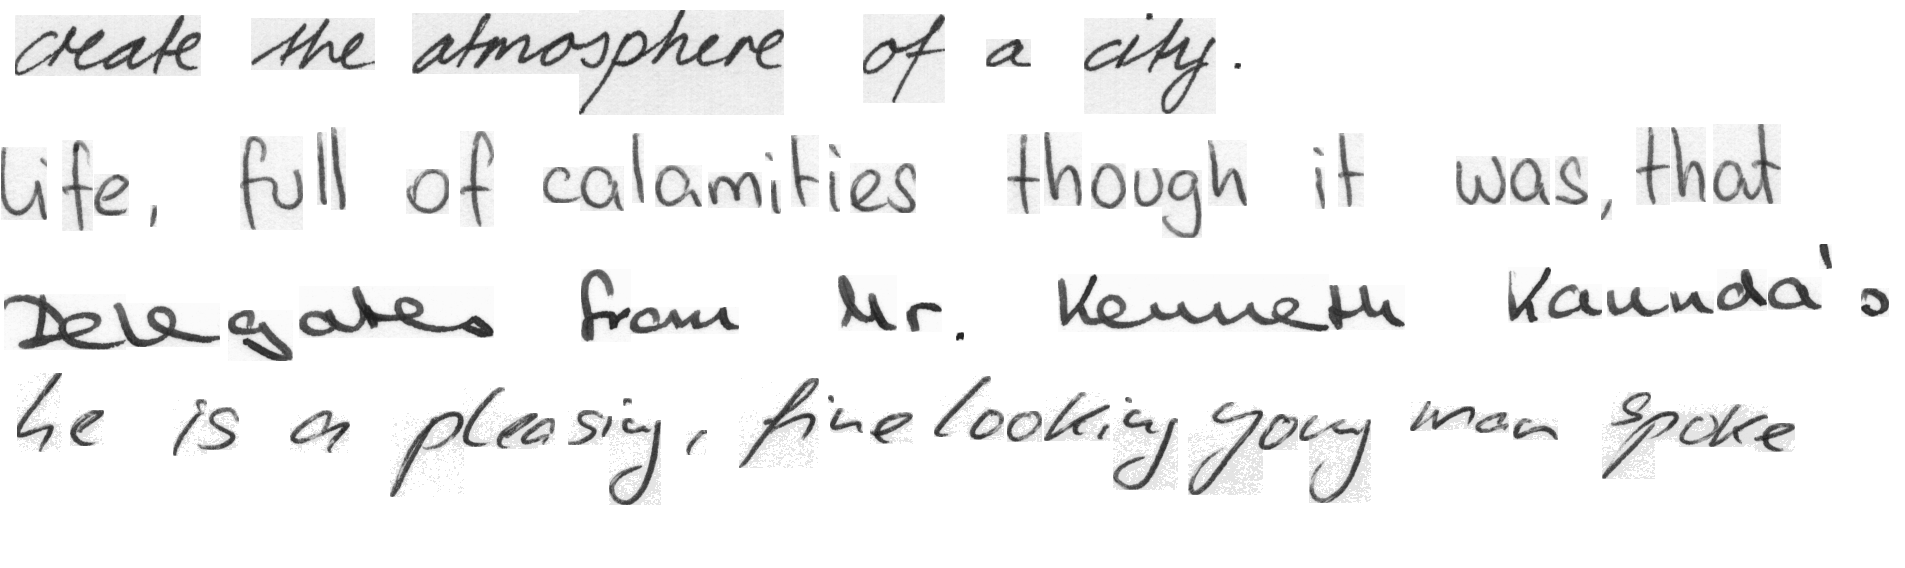 create the atmosphere of a city.
life, full of calamities though it was, that
Delegates from Mr. Kenneth Kaunda's
he is a pleasing, fine looking young man spoke